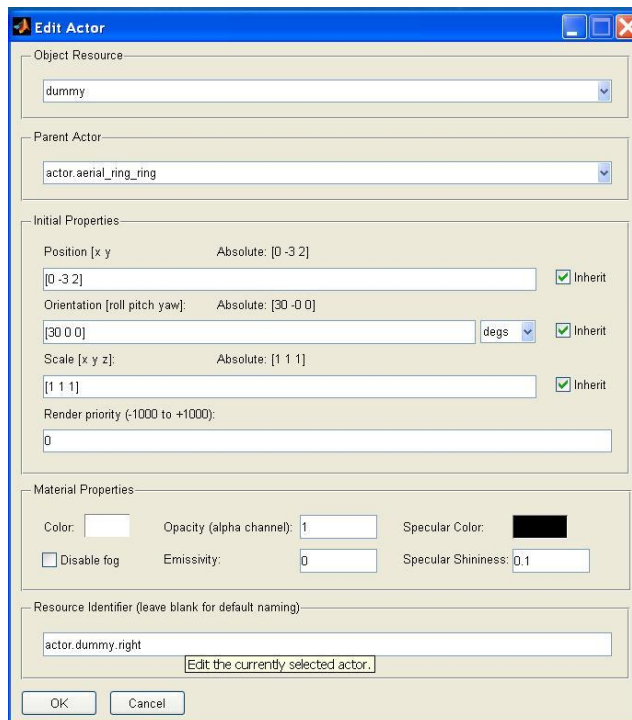 Edit Actor
Object Resource
dummy
Parent Actor
actor.aerial_ring_ring
Initial Properties
Position [x y Absolute: [0 -3 2]
[0 -3 2] Inherit
Orientation [roll pitch yaw]: Absolute: [30 -0 0]
[30 0 0] degs Inherit
Scale [x y z]: Absolute: [1 1 1]
[1 1 1] Inherit
Render priority (-1000 to +1000):
0
Material Properties
Color: Opacity (alpha channel): 1 Specular Color:
Disable fog Emissivity: 0 Specular Shininess: 0.1
Resource Identifier (leave blank for default naming)
actor.dummy.right
Edit the currently selected actor.
OK Cancel